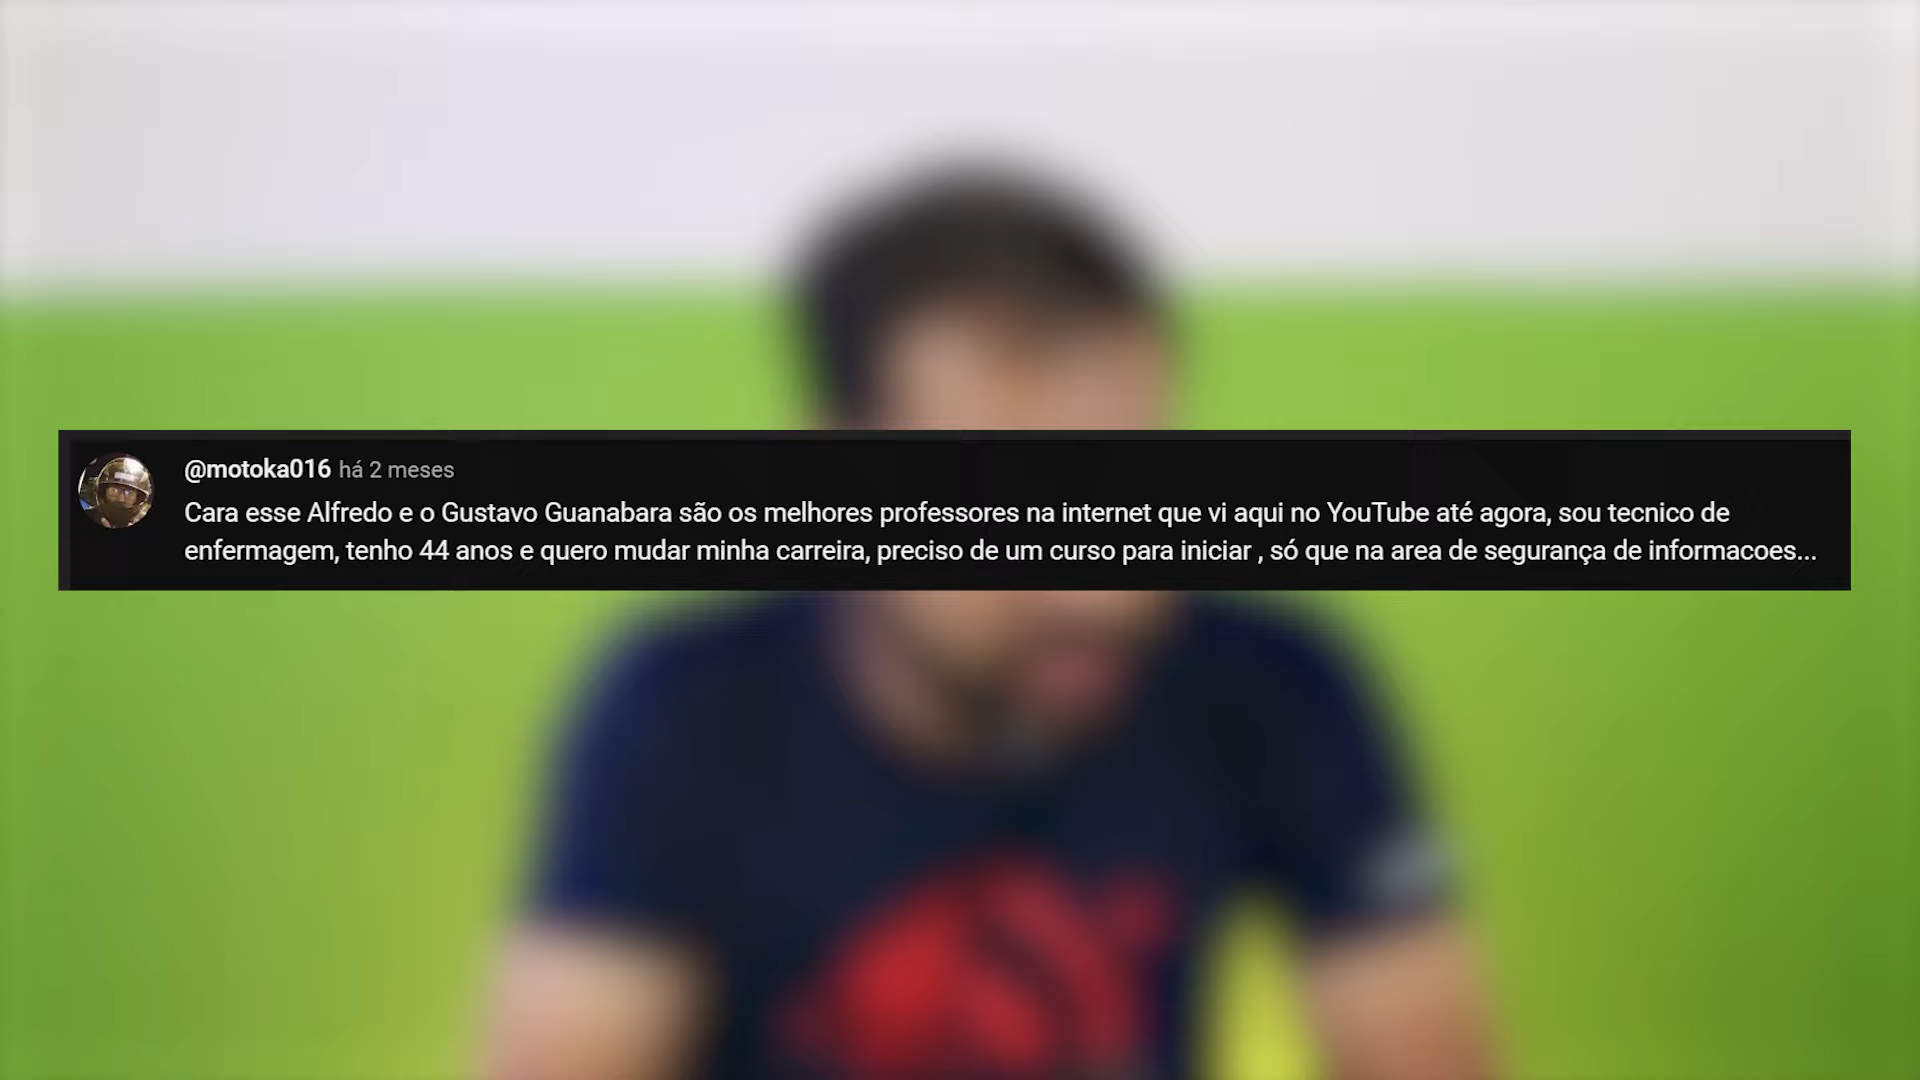 @motoka016 há 2 meses
Cara esse Alfredo e o Gustavo Guanabara são os melhores professores na internet que vi aqui no YouTube até agora, sou tecnico de
enfermagem, tenho 44 anos e quero mudar minha carreira, preciso de um curso para iniciar , só que na area de segurança de informacoes...